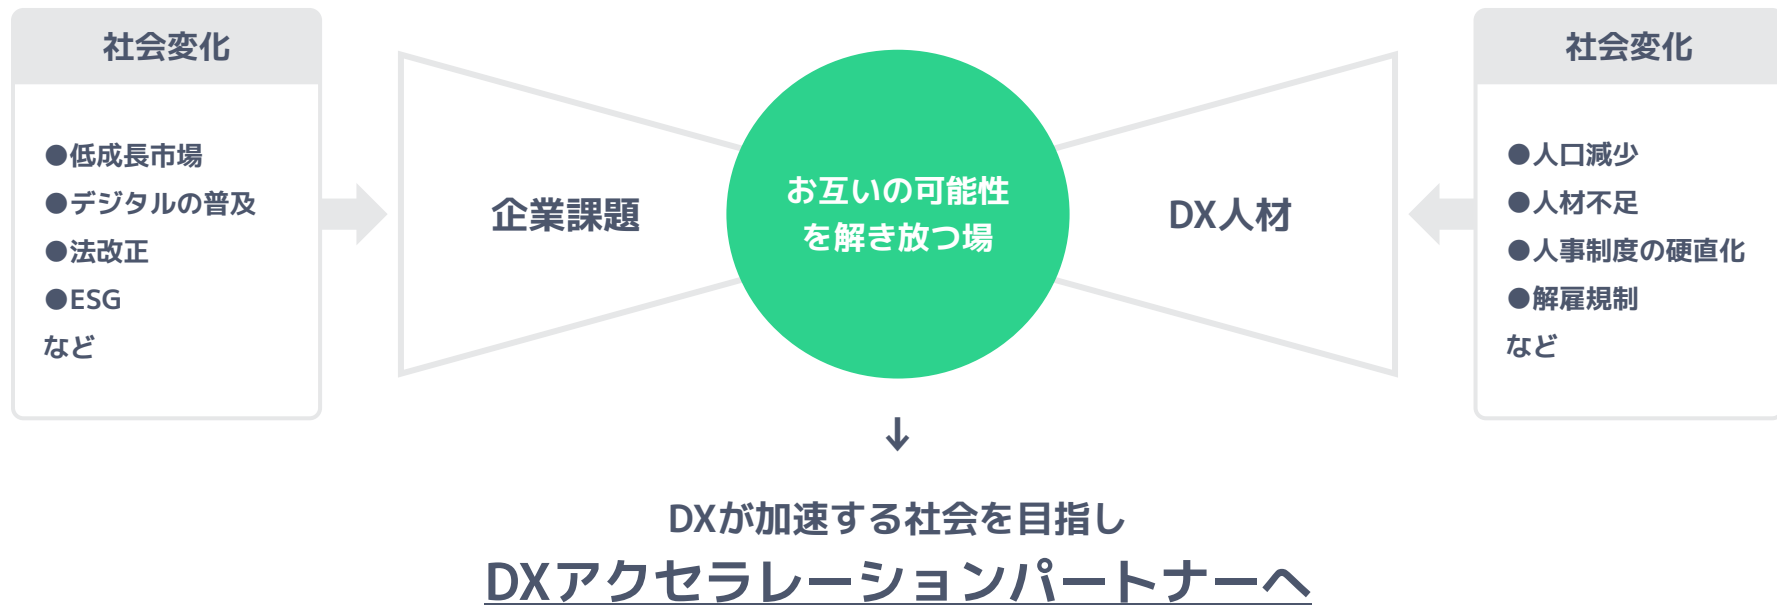 社会変化
●低成長市場
●デジタルの普及
●法改正
●ESG
など
企業課題
お互いの可能性
を解き放つ場
DX人材
社会変化
●人口減少
●人材不足
●人事制度の硬直化
●解雇規制
など
↓
DXが加速する社会を目指し
DXアクセラレーションパートナーへ